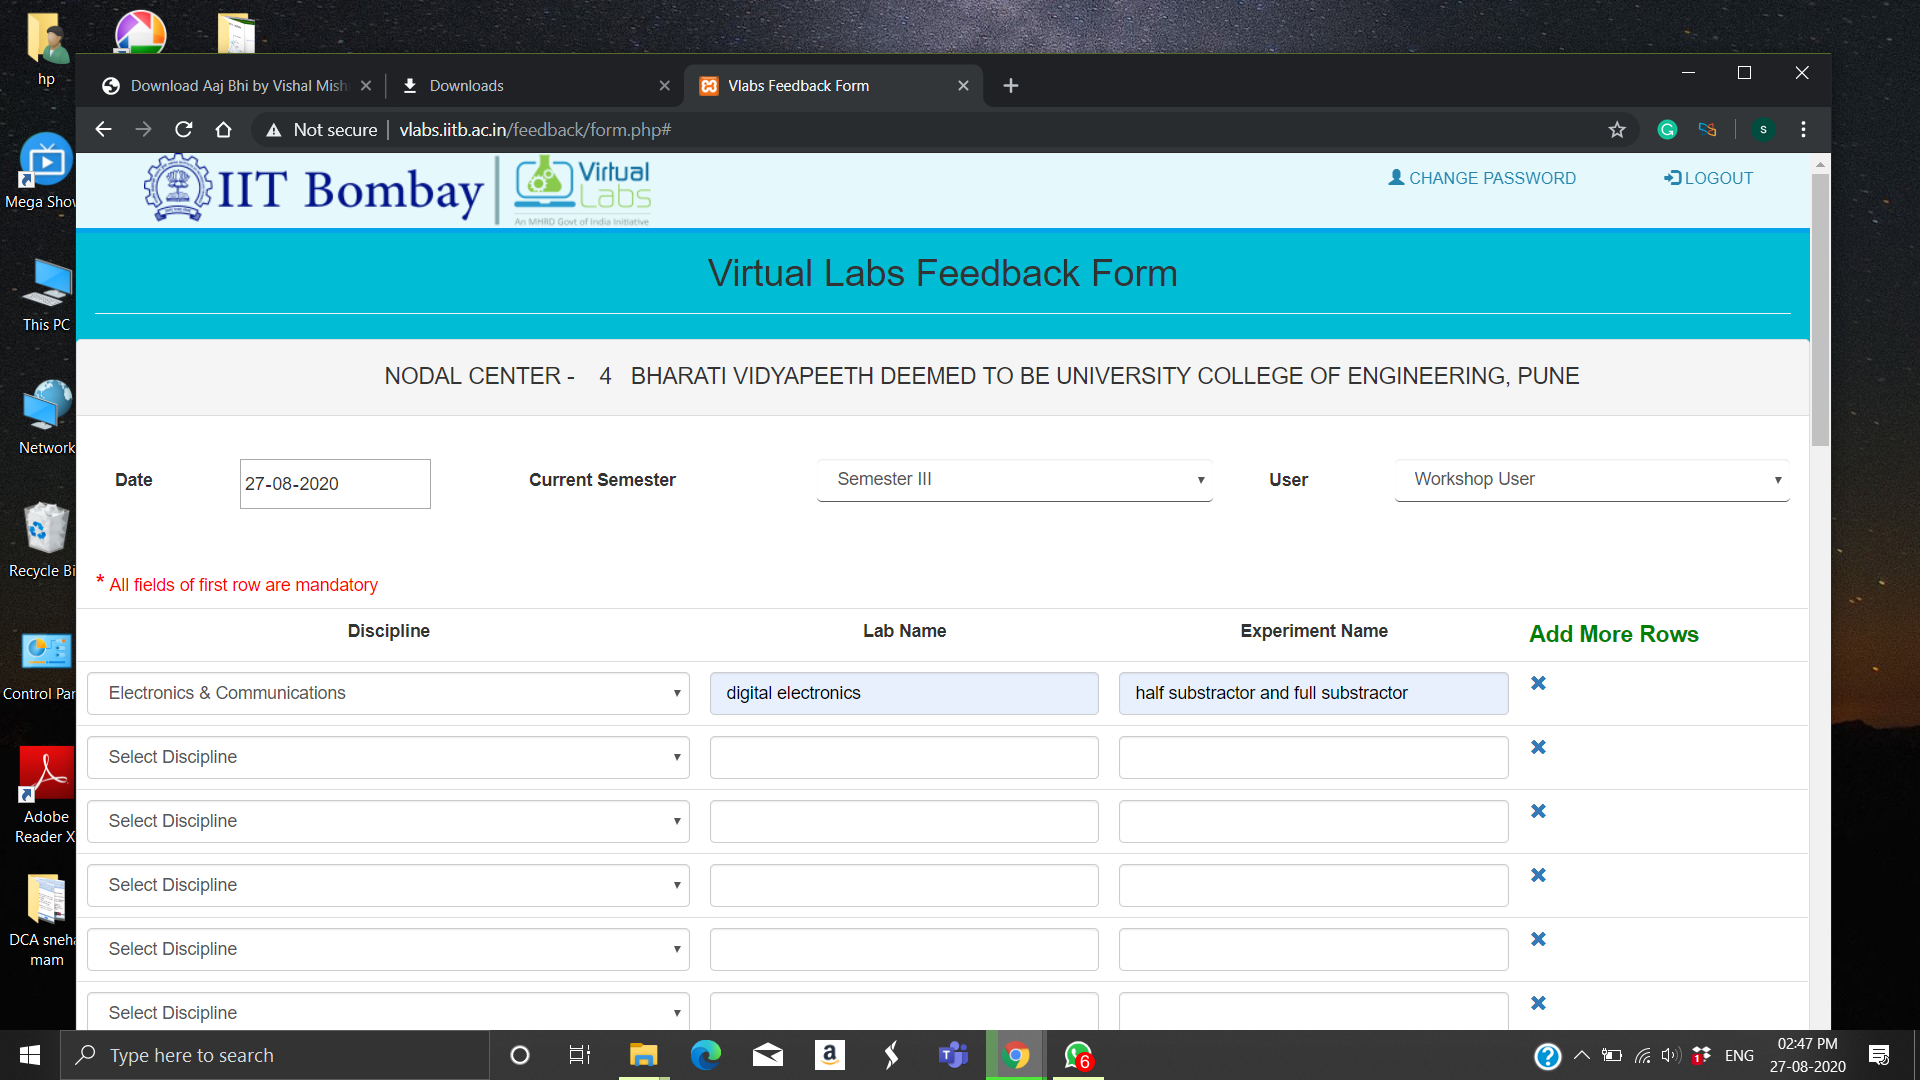 hp
Download Aaj Bhi by Vishal Mish
Downloads
Vlabs Feedback Form
Not secure
vlabs.iitb.ac.in/feedback/form.php#
S
Mega Show
This PC
Network
Recycle Bi
Control Par
Adobe
Reader X
DCA sneha
mam
IIT Bombay
Virtual
Labs
An MHRD Govt of India Initiative
CHANGE PASSWORD
LOGOUT
Virtual Labs Feedback Form
NODAL CENTER - 4 BHARATI VIDYAPEETH DEEMED TO BE UNIVERSITY COLLEGE OF ENGINEERING, PUNE
Date
27-08-2020
Current Semester
Semester III
User
Workshop User
* All fields of first row are mandatory
Discipline
Lab Name
Experiment Name
Add More Rows
Electronics & Communications
digital electronics
half substractor and full substractor
Select Discipline
Select Discipline
Select Discipline
Select Discipline
Select Discipline
Type here to search
6
1
ENG
02:47 PM
27-08-2020